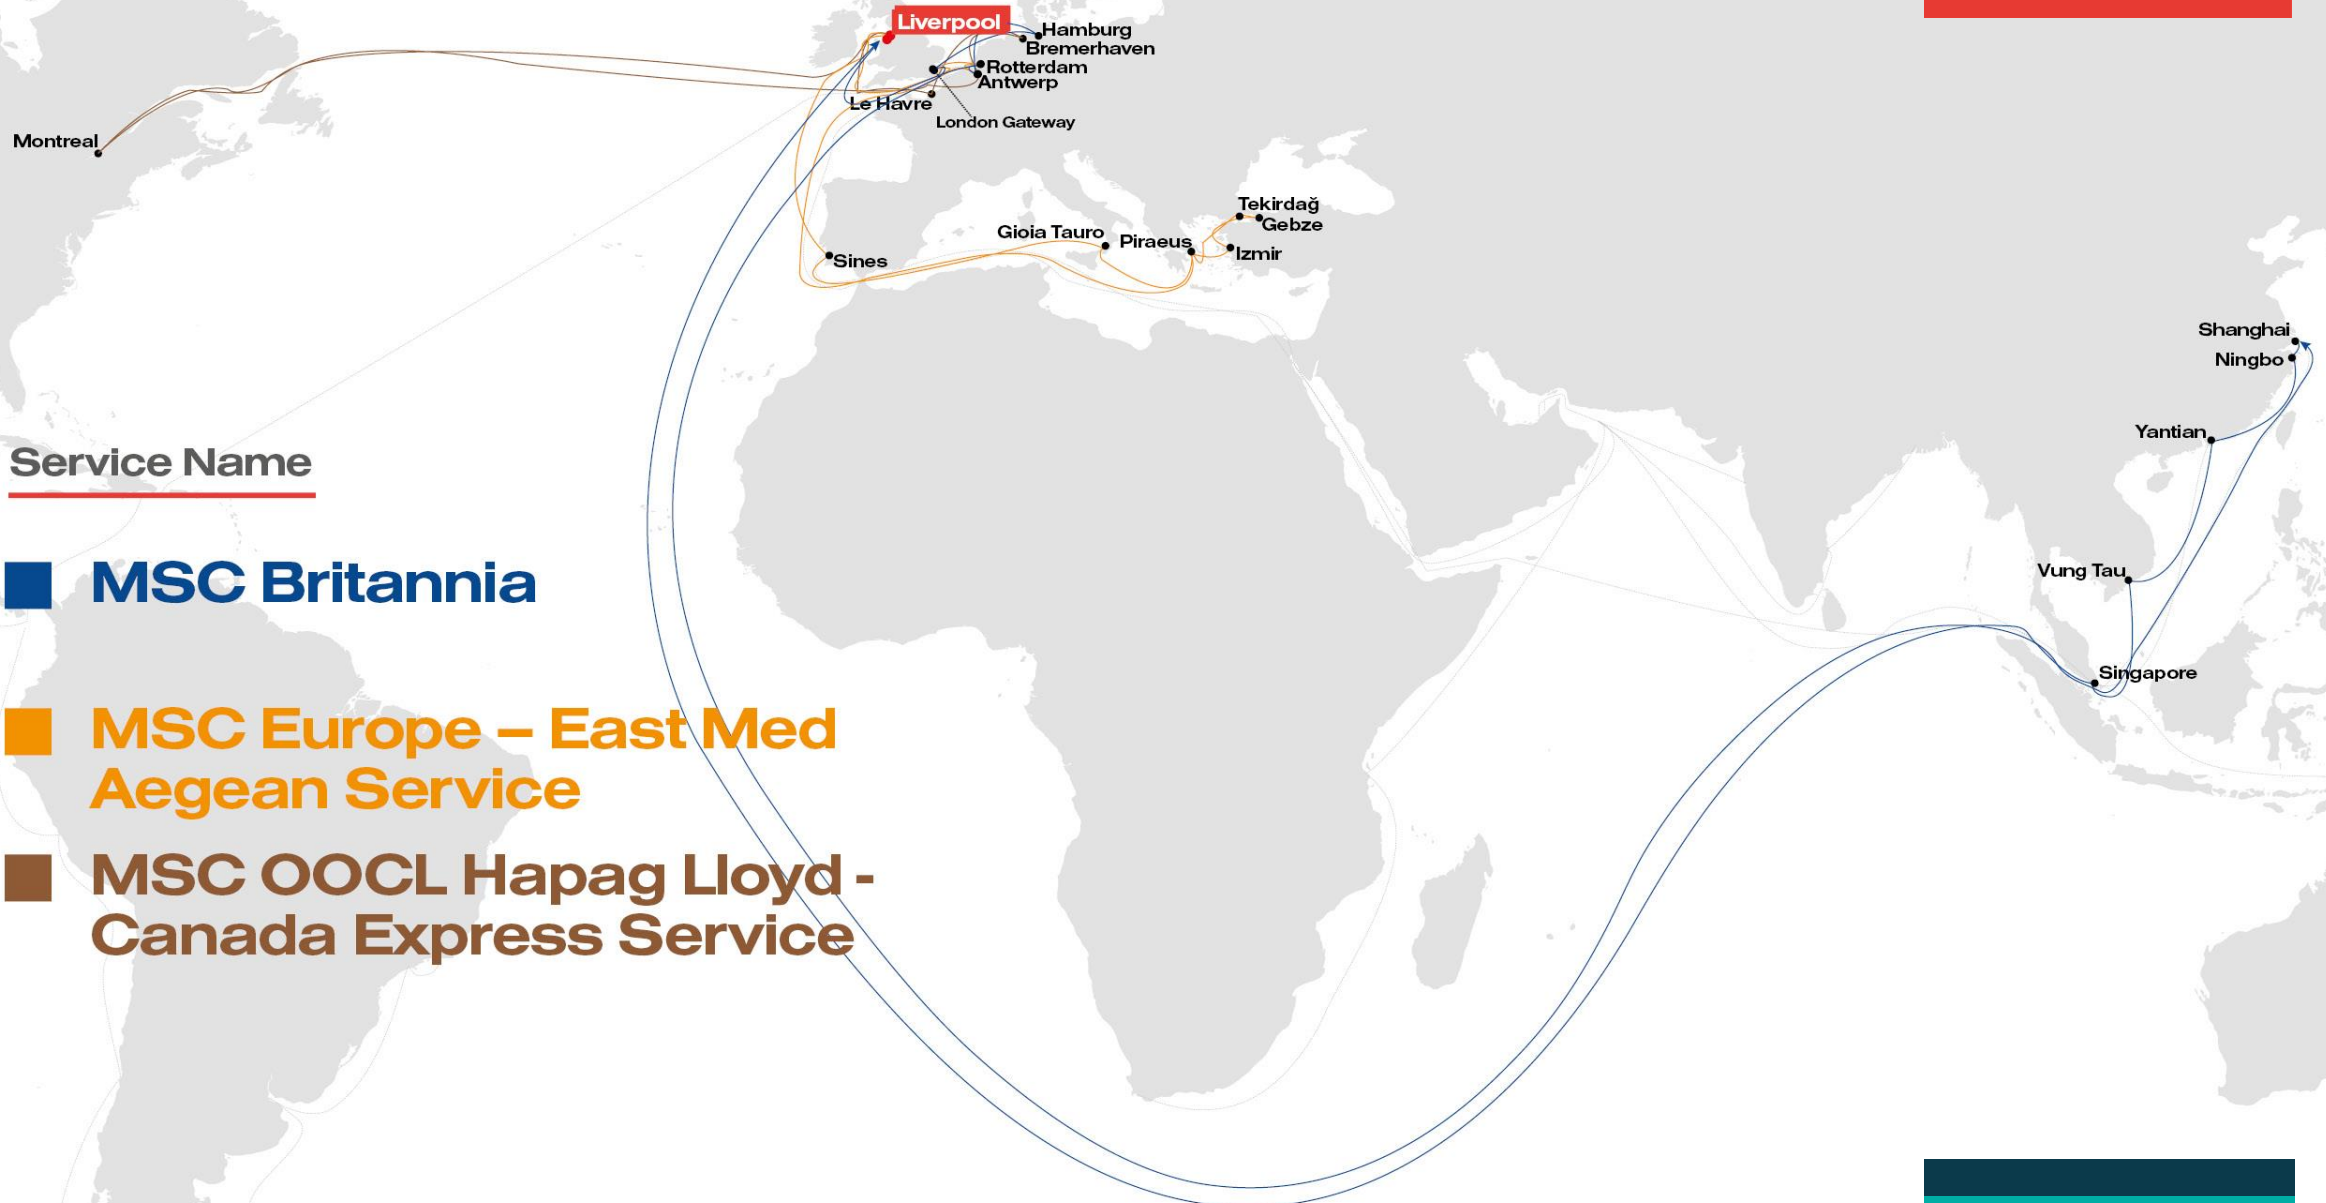 Liverpool
Hamburg
Bremerhaven
Rotterdam
Antwerp
Le Havre
London Gateway
Montreal
Tekirdağ
Gebze
Gioia Tauro
Piraeus
Izmir
Sines
Shanghai
Ningbo
Yantian
Vung Tau
Singapore
Service Name
MSC Britannia
MSC Europe – East Med
Aegean Service
MSC OOCL Hapag Lloyd -
Canada Express Service